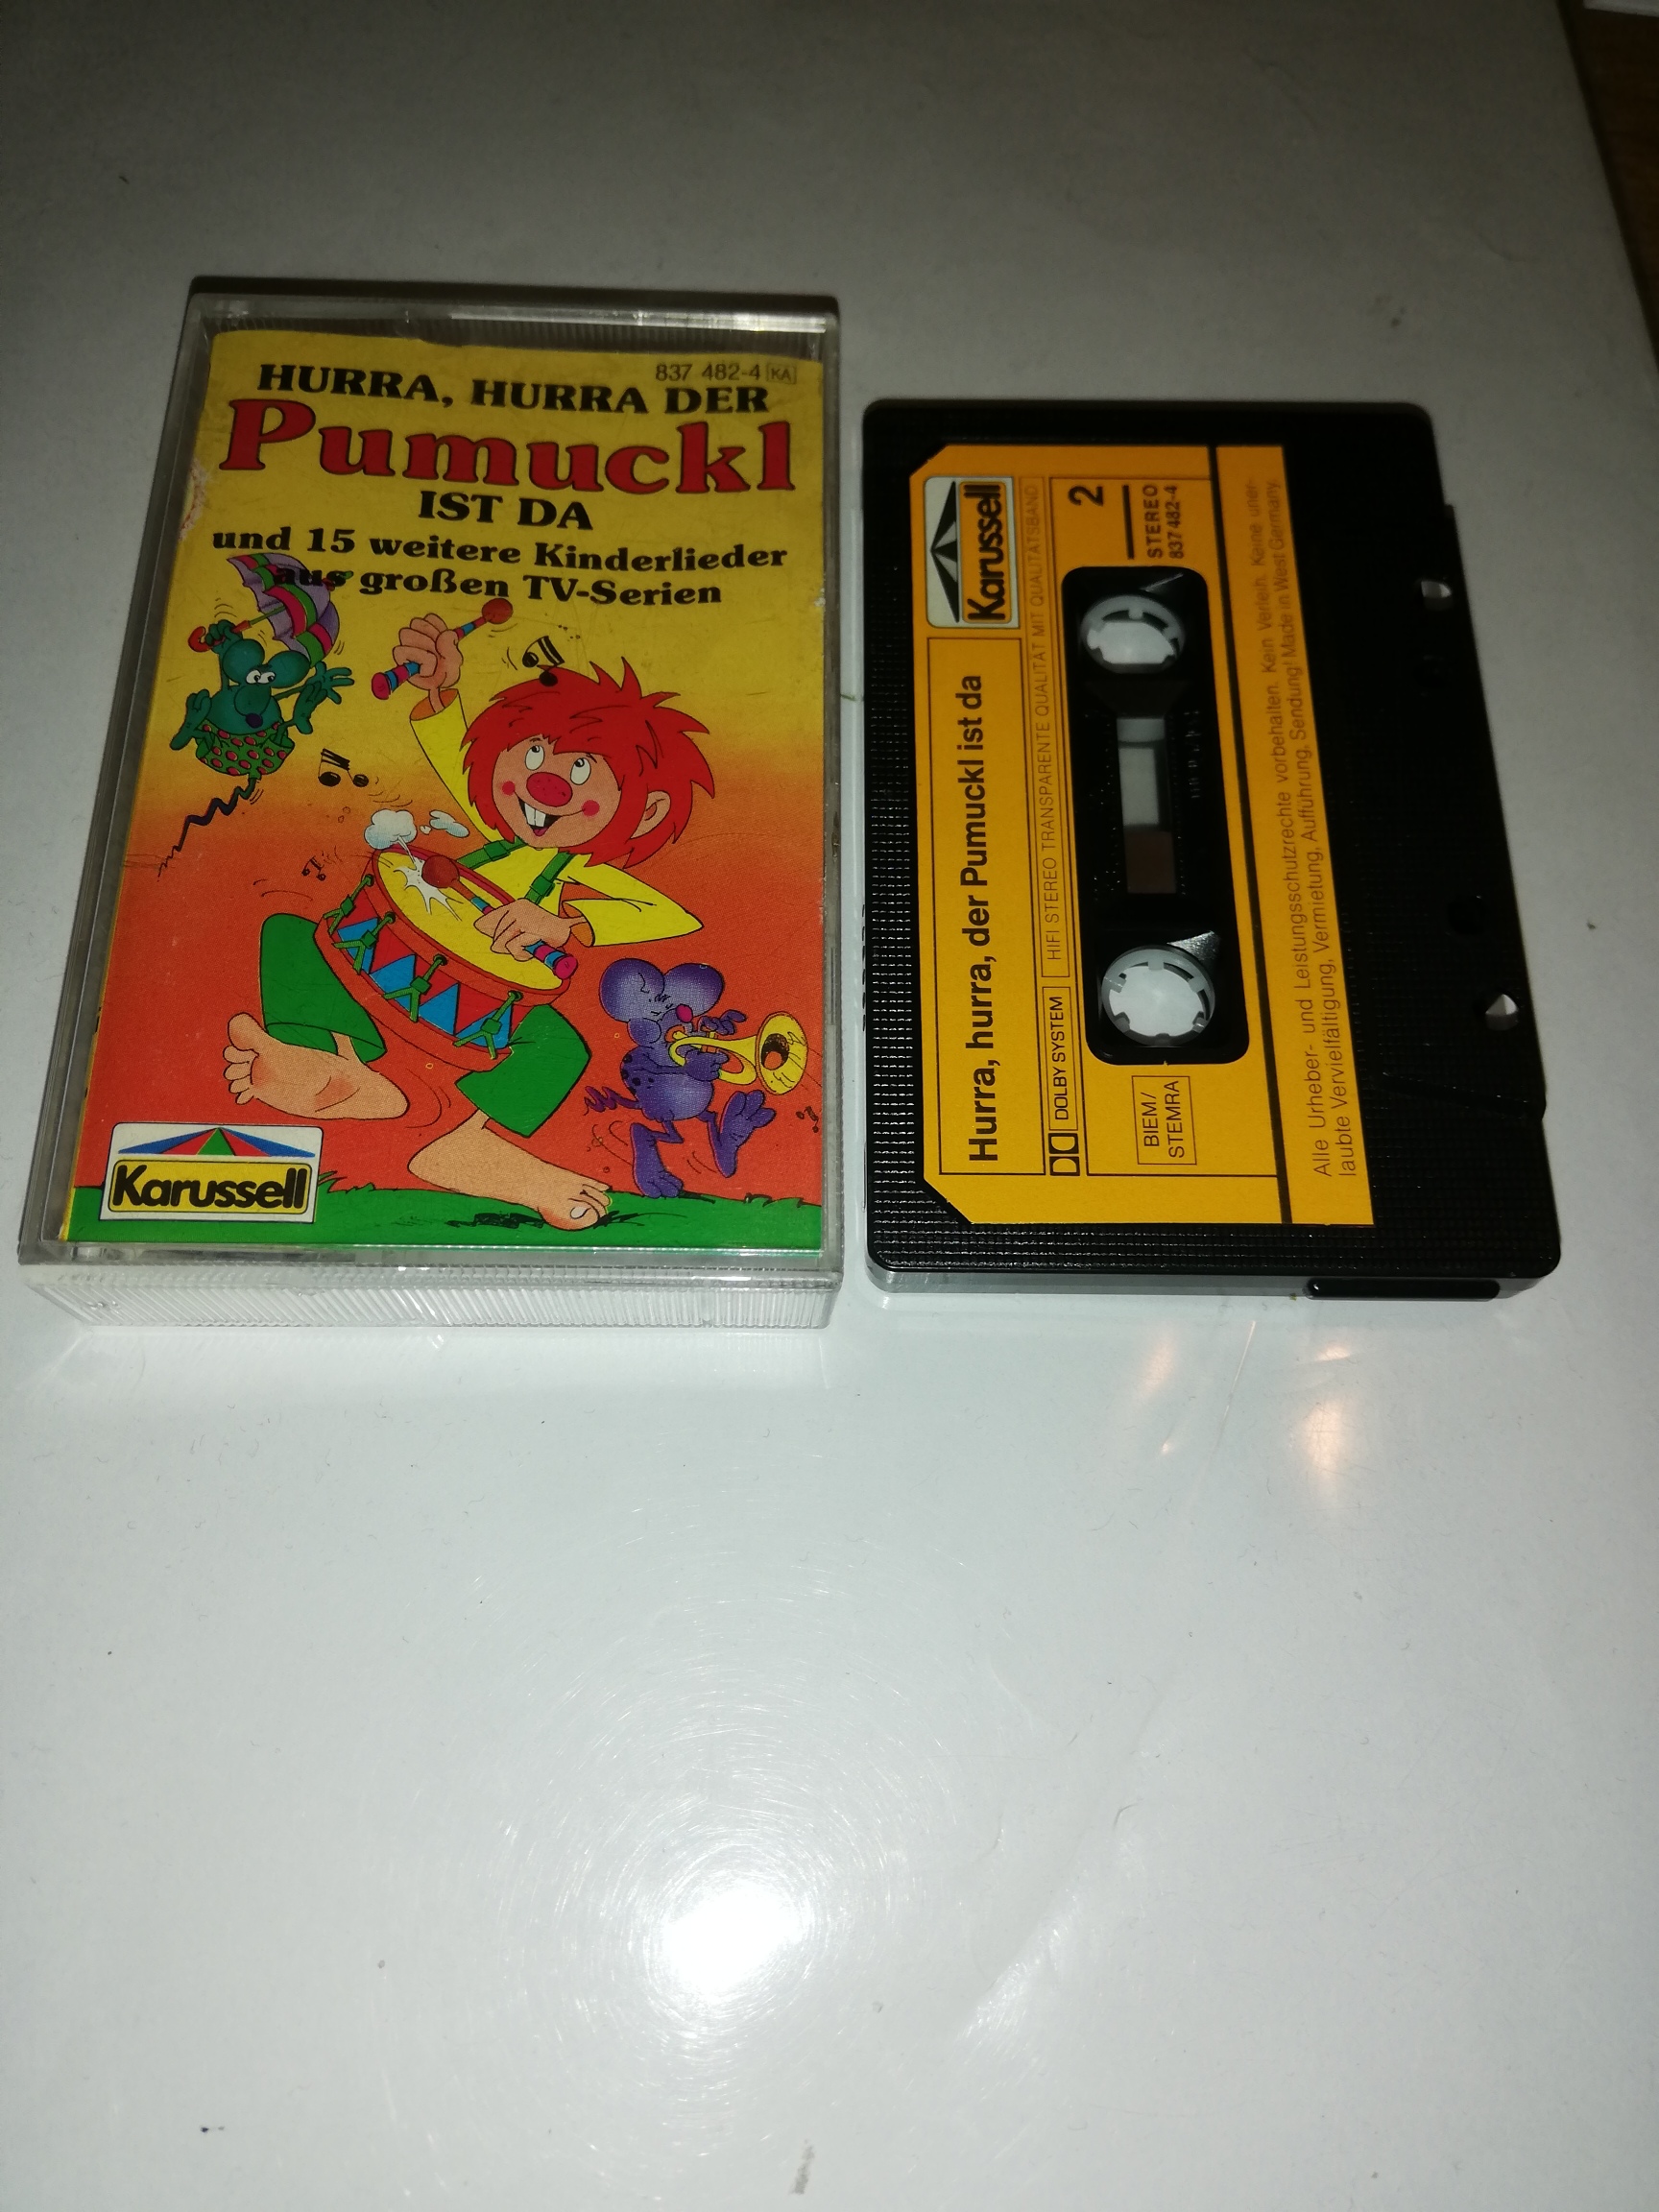 837 482-4 KA
HURRA, HURRA DER
Pumuckl
IST DA
und 15 weitere Kinderlieder
aus großen TV-Serien
Karussell
Karussell
Hurra, hurra, der Pumuckl ist da
DOLBY SYSTEM HIFI STEREO TRANSPARENTE QUALITÄT MIT QUALITÄTSBAND
2
STEREO
837 482-4
BIEM/
STEMRA
Alle Urheber- und Leistungsschutzrechte vorbehalten. Kein Verleih. Keine uner-
laubte Vervielfältigung, Vermietung, Aufführung, Sendung! Made in West Germany.